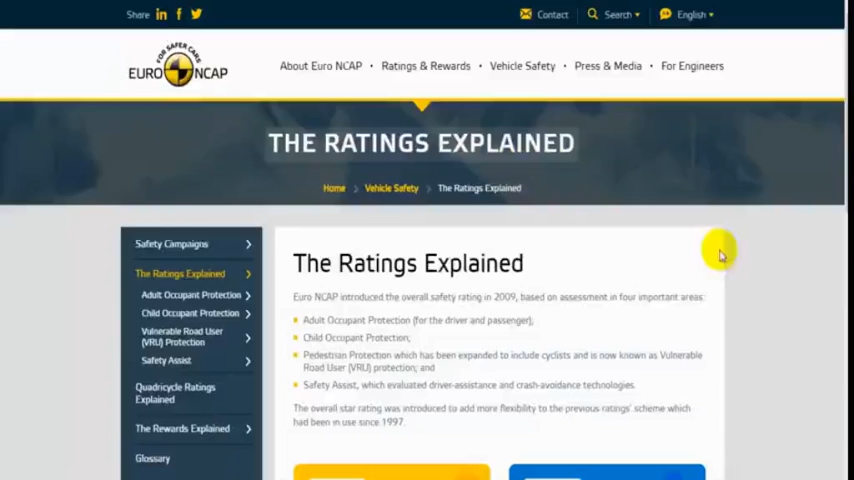 Share
Contact
Search
English
FOR SAFER CARS
EURO NCAP
About Euro NCAP • Ratings & Rewards • Vehicle Safety • Press & Media • For Engineers
THE RATINGS EXPLAINED
Home > Vehicle Safety > The Ratings Explained
Safety Campaigns
The Ratings Explained
Adult Occupant Protection
Child Occupant Protection
Vulnerable Road User
(VRU) Protection
Safety Assist
Quadricycle Ratings
Explained
The Rewards Explained
Glossary
The Ratings Explained
Euro NCAP introduced the overall safety rating in 2009, based on assessment in four important areas:
Adult Occupant Protection (for the driver and passenger);
Child Occupant Protection;
Pedestrian Protection which has been expanded to include cyclists and is now known as Vulnerable
Road User (VRU) protection; and
Safety Assist, which evaluated driver-assistance and crash-avoidance technologies.
The overall star rating was introduced to add more flexibility to the previous ratings' scheme which
had been in use since 1997.